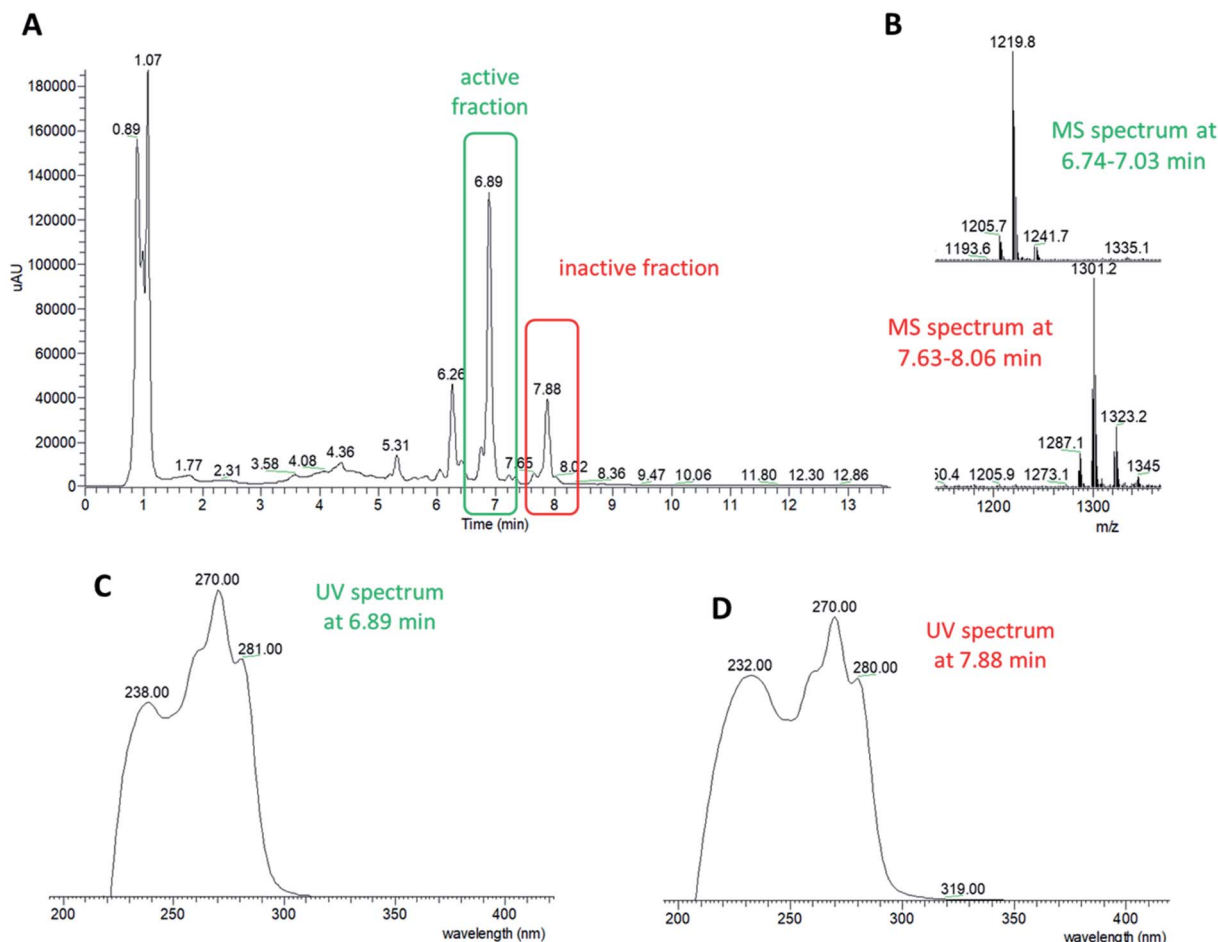 A
1.07
active
fraction
0.89
6.89
inactive fraction
6.26
7.88
1.77
2.31
3.58
4.08
4.36
5.31
7.65
8.02
8.36
9.47
10.06
11.80
12.30
12.86
180000
160000
140000
120000
100000
80000
60000
40000
20000
0
uAU
0 1 2 3 4 5 6 7 8 9 10 11 12 13
Time (min)
B
1219.8
MS spectrum at
6.74-7.03 min
1205.7
1193.6
1241.7
1335.1
1301.2
MS spectrum at
7.63-8.06 min
1323.2
1287.1
1345
60.4
1205.9
1273.1
1200 1300
m/z
C
270.00
UV spectrum
at 6.89 min
281.00
238.00
200 250 300 350 400
wavelength (nm)
D
270.00
UV spectrum
at 7.88 min
232.00
280.00
319.00
200 250 300 350 400
wavelength (nm)